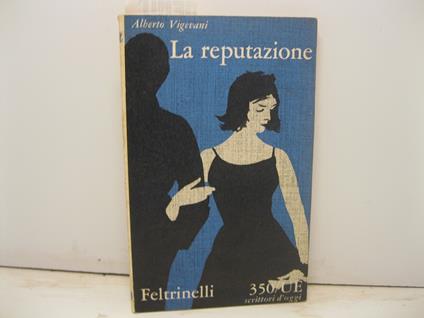 Alberto Vigevani
La reputazione
Feltrinelli
350/UE
scrittori d'oggi